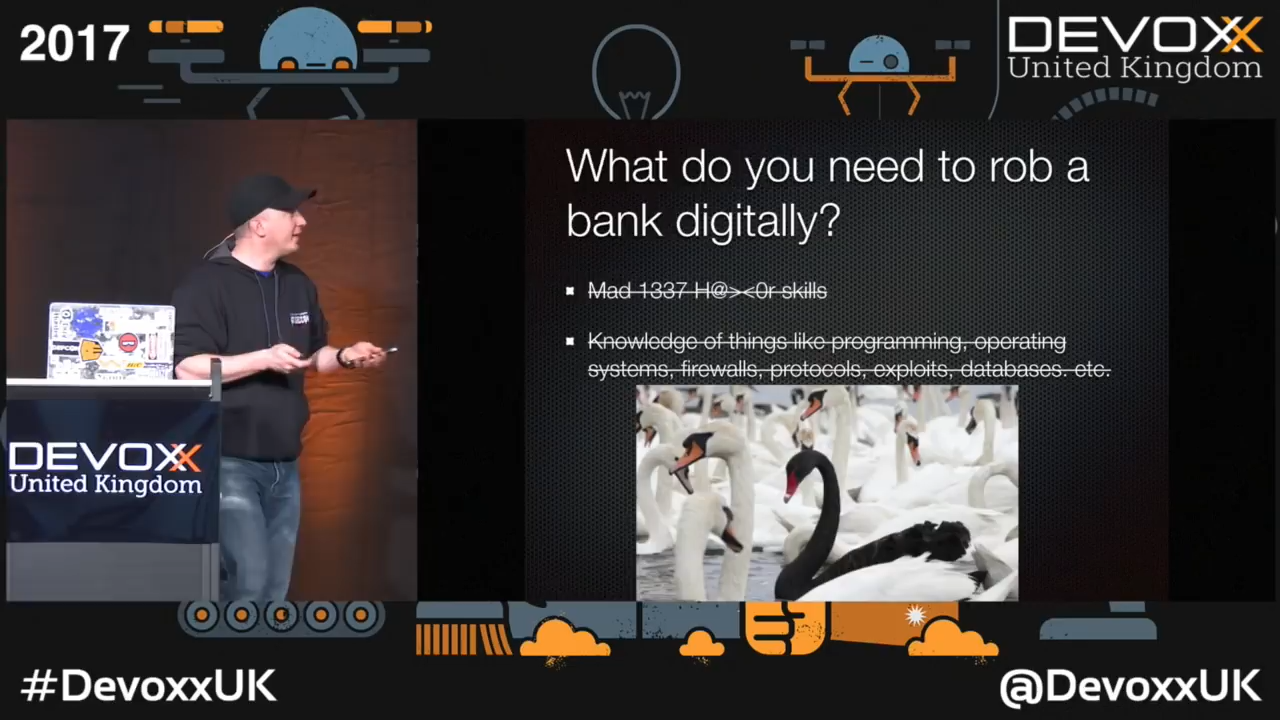 2017
DEVOXX
United Kingdom
What do you need to rob a
bank digitally?
Mad 1337 H@><0r skills
Knowledge of things like programming, operating
systems, firewalls, protocols, exploits, databases. etc.
DEVOXX
United Kingdom
#DevoxxUK
@DevoxxUK